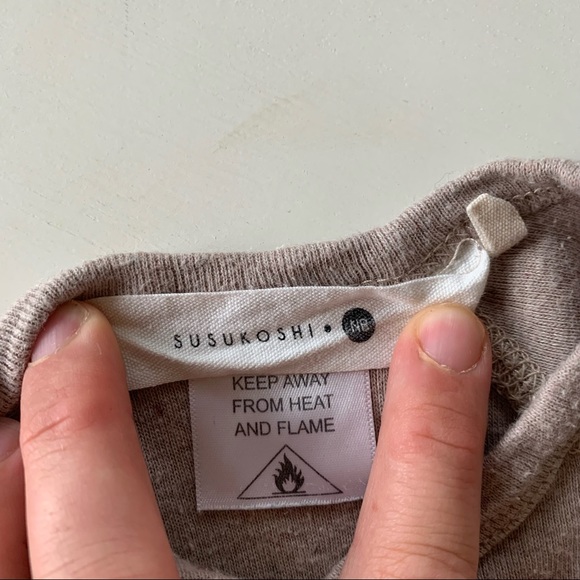 SUSUKOSHI • NB
KEEP AWAY
FROM HEAT
AND FLAME